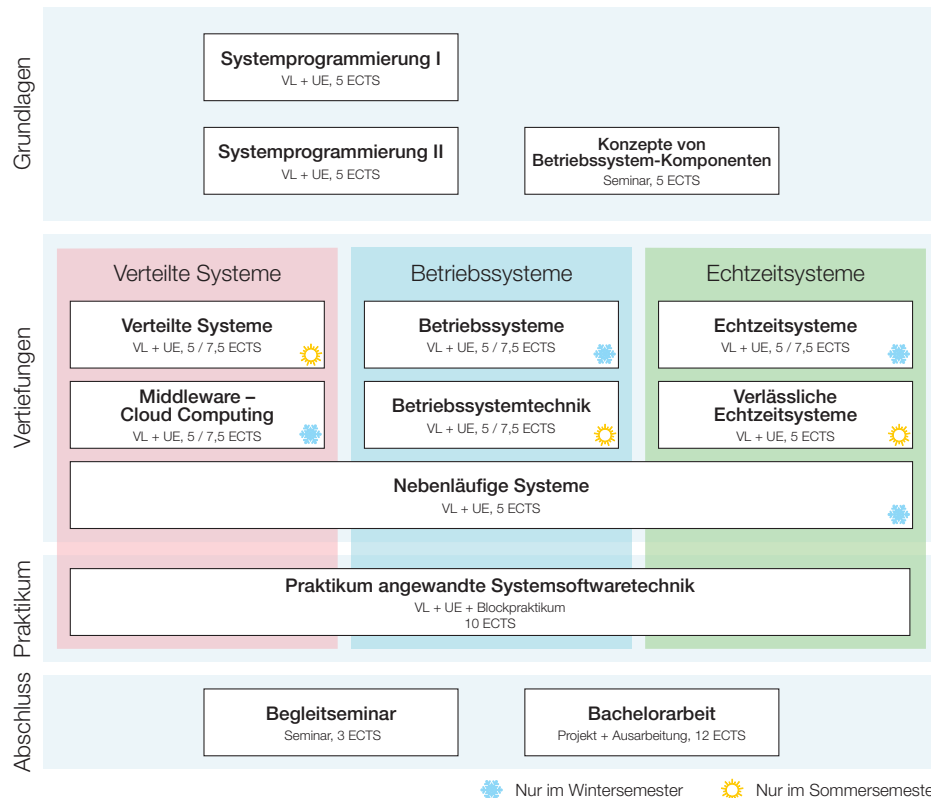 Grundlagen
Systemprogrammierung I
VL + UE, 5 ECTS
Systemprogrammierung II
VL + UE, 5 ECTS
Konzepte von
Betriebssystem-Komponenten
Seminar, 5 ECTS
Vertiefungen
Verteilte Systeme
Betriebssysteme
Echtzeitsysteme
Verteilte Systeme
VL + UE, 5 / 7,5 ECTS
Betriebssysteme
VL + UE, 5 / 7,5 ECTS
Echtzeitsysteme
VL + UE, 5 / 7,5 ECTS
Middleware –
Cloud Computing
VL + UE, 5 / 7,5 ECTS
Betriebssystemtechnik
VL + UE, 5 / 7,5 ECTS
Verlässliche
Echtzeitsysteme
VL + UE, 5 ECTS
Nebenläufige Systeme
VL + UE, 5 ECTS
Praktikum
Praktikum angewandte Systemsoftwaretechnik
VL + UE + Blockpraktikum
10 ECTS
Abschluss
Begleitseminar
Seminar, 3 ECTS
Bachelorarbeit
Projekt + Ausarbeitung, 12 ECTS
Nur im Wintersemester
Nur im Sommersemeste